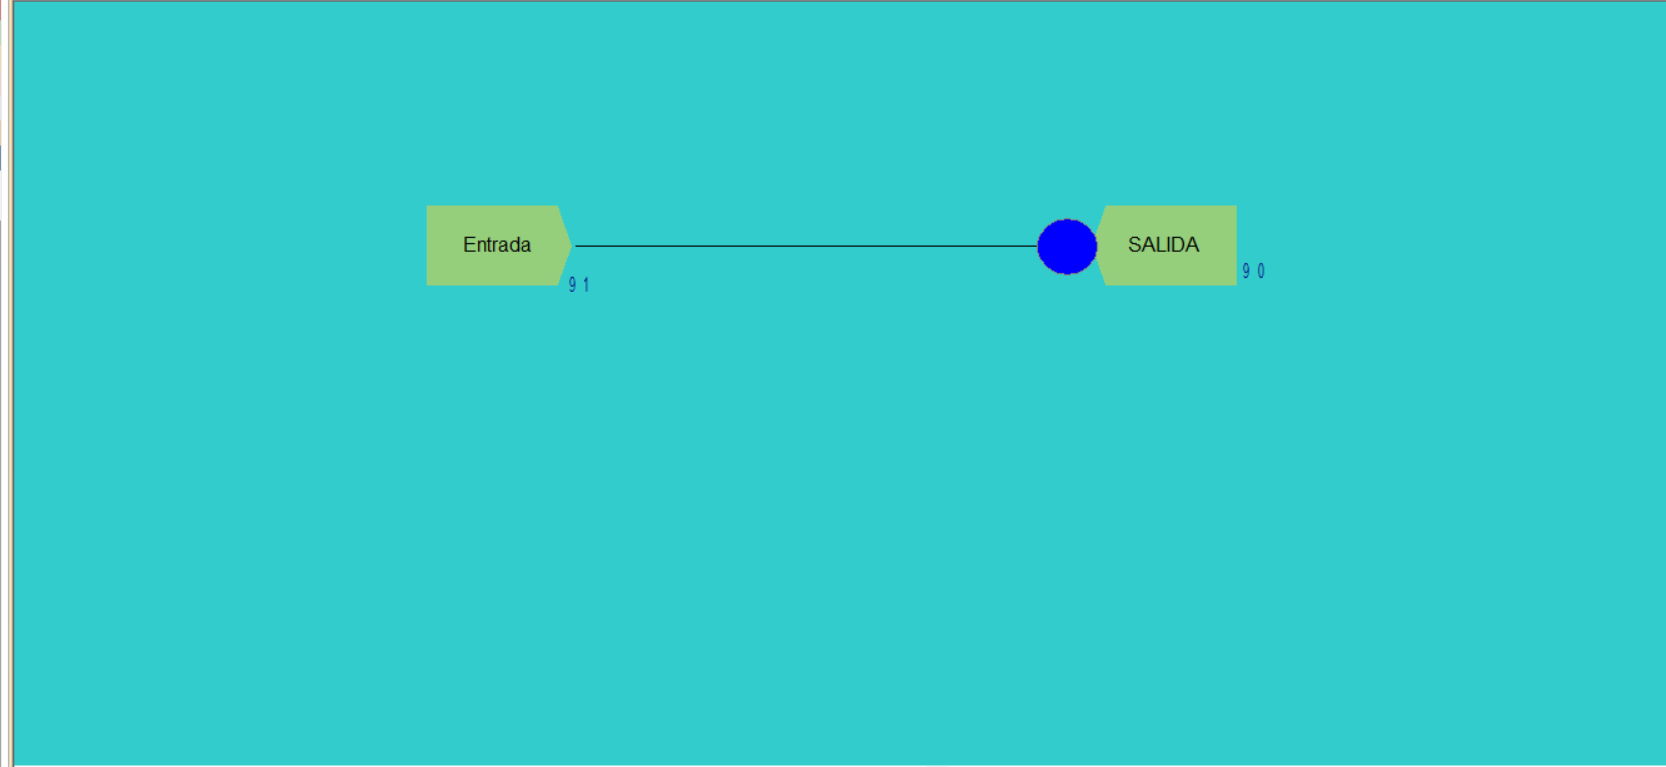 Entrada
SALIDA
9 0
9 1